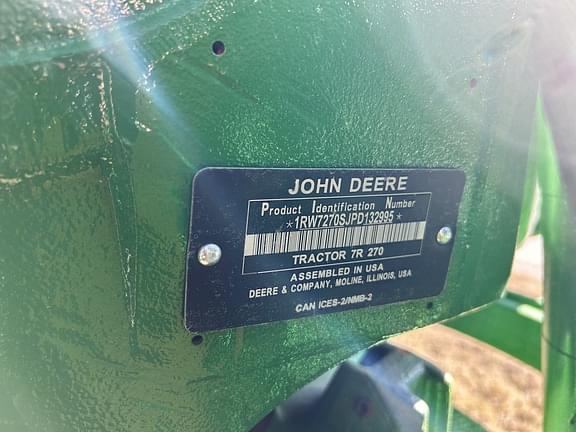 JOHN DEERE
Product Identification Number
*1RW7270SJPD132995*
TRACTOR 7R 270
ASSEMBLED IN USA
DEERE & COMPANY, MOLINE, ILLINOIS, USA
CAN ICES-2/NMB-2